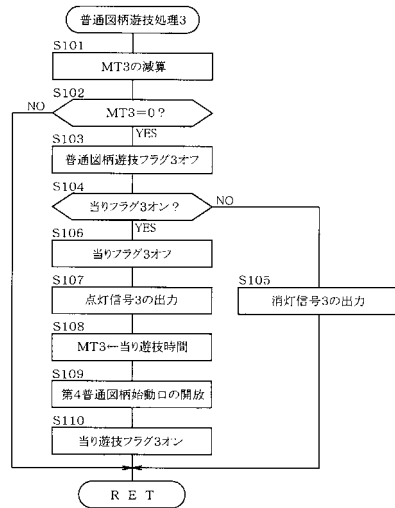 普通図柄遊技処理3
S101
MT3の減算
S102
NO
MT3=0?
YES
S103
普通図柄遊技フラグ3オフ
S104
当りフラグ3オン?
NO
YES
S106
当りフラグ3オフ
S107
点灯信号3の出力
S105
消灯信号3の出力
S108
MT3←当り遊技時間
S109
第4普通図柄始動口の開放
S110
当り遊技フラグ3オン
RET